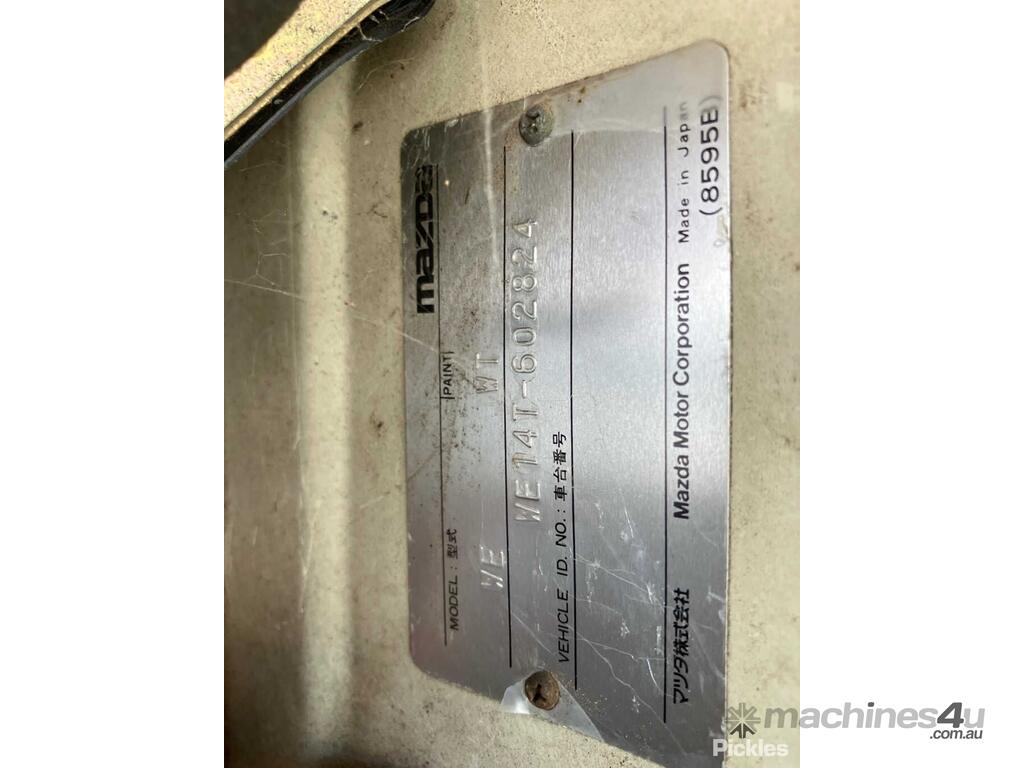 mazda
MODEL : 型式
PAINT
WE
WT
WE14T-602824
VEHICLE ID. NO. : 車台番号
マツダ株式会社
Mazda Motor Corporation
Made in Japan
(8595B)
machines4u
.com.au
Pickles